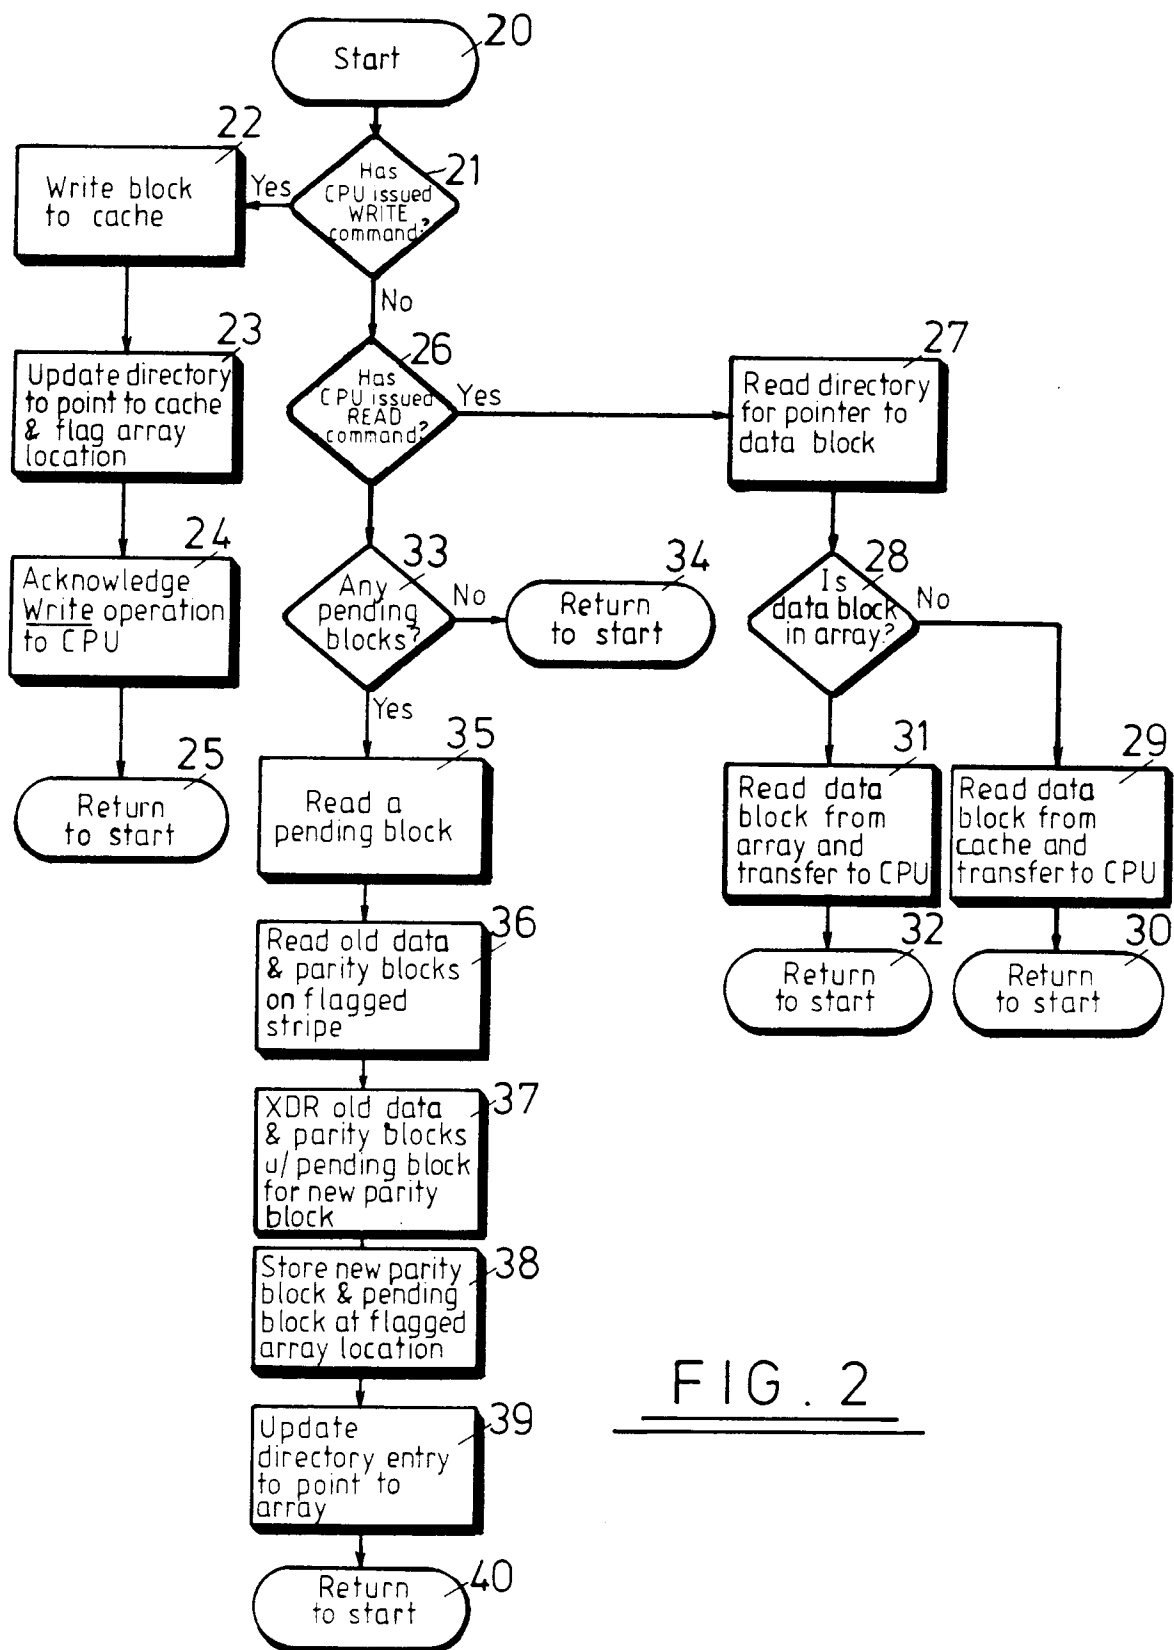 20
Start
22
Write block
to cache
Yes
21
Has
CPU issued
WRITE
command?
No
23
Update directory
to point to cache
& flag array
location
26
Has
CPU issued
READ
command?
Yes
27
Read directory
for pointer to
data block
24
Acknowledge
Write operation
to CPU
33
Any
pending
blocks?
No
34
Return
to start
28
Is
data block
in array?
No
Yes
25
Return
to start
35
Read a
pending block
31
Read data
block from
array and
transfer to CPU
29
Read data
block from
cache and
transfer to CPU
36
Read old data
& parity blocks
on flagged
stripe
32
Return
to start
30
Return
to start
37
XDR old data
& parity blocks
u/pending block
for new parity
block
38
Store new parity
block & pending
block at flagged
array location
39
Update
directory entry
to point to
array
40
Return
to start
FIG. 2